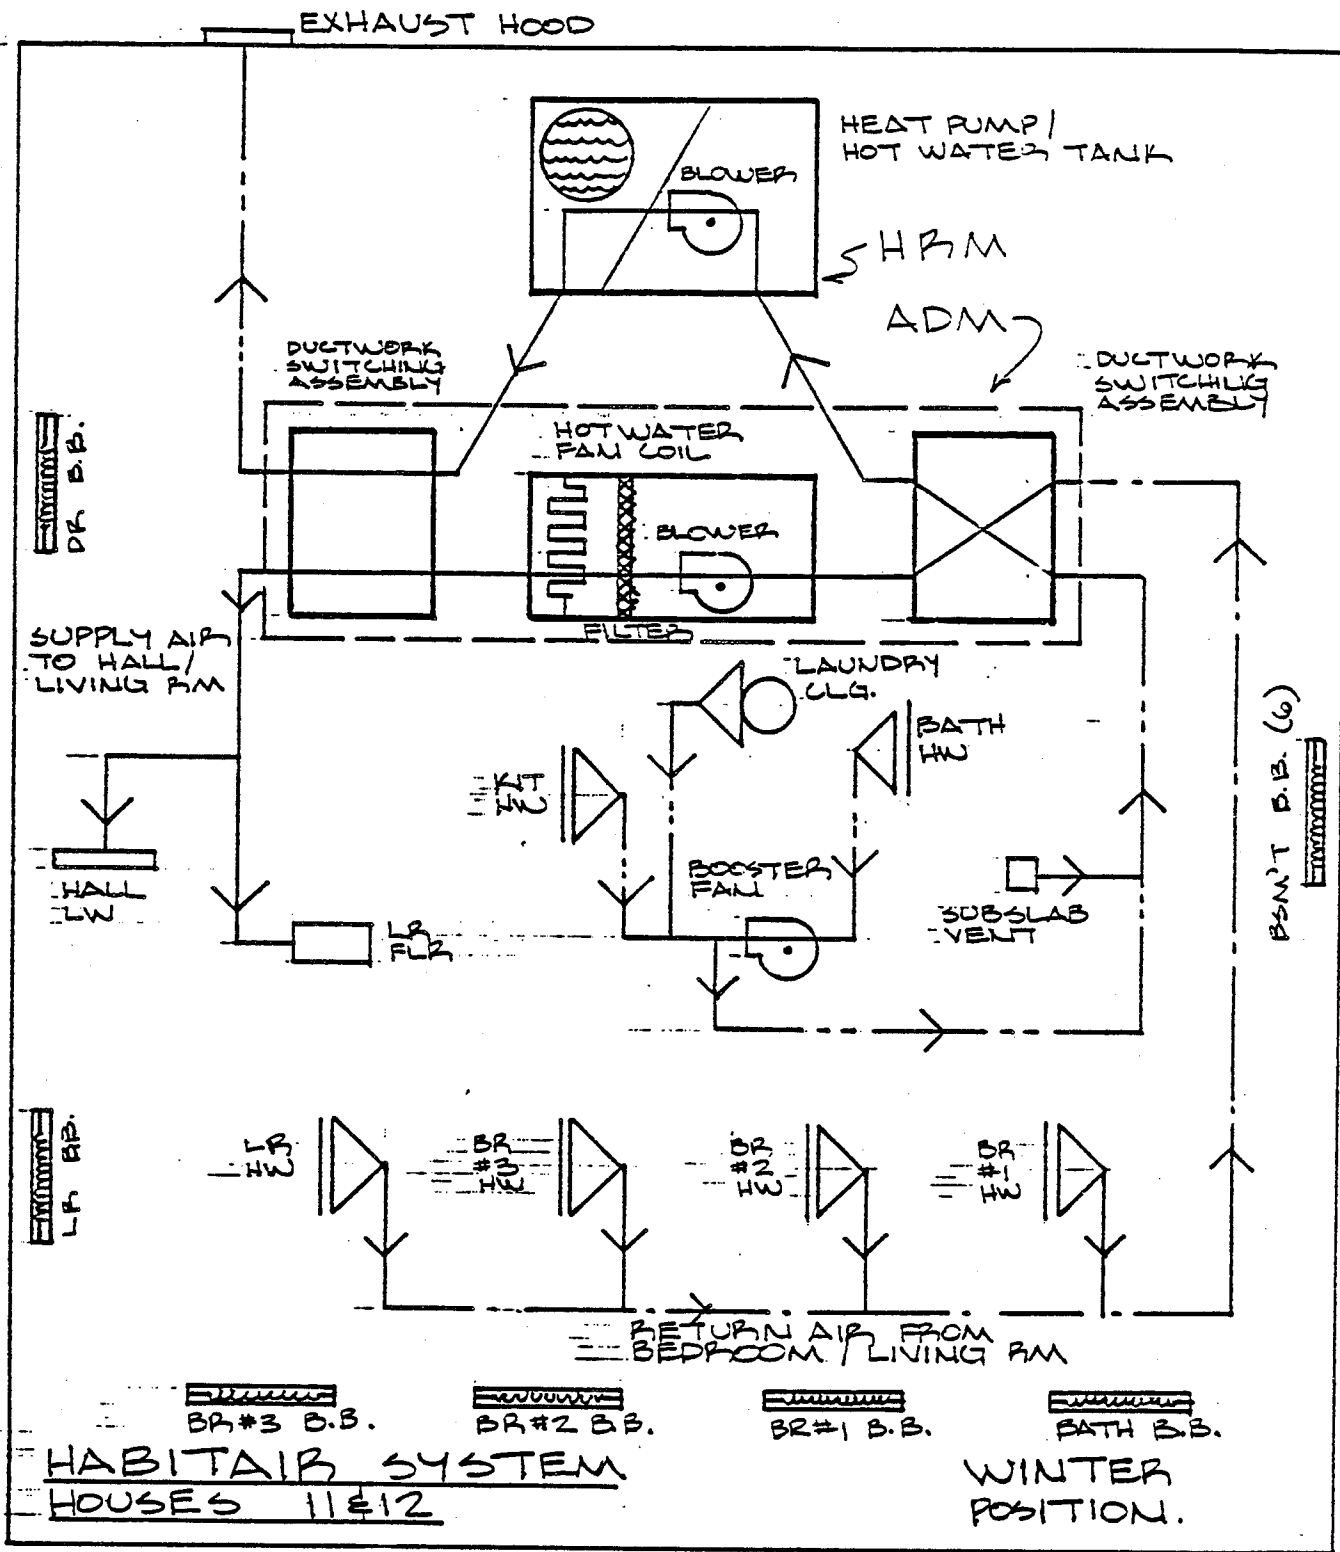 EXHAUST HOOD
HEAT PUMP/
HOT WATER TANK
BLOWER
HRM
ADM
DUCTWORK
SWITCHING
ASSEMBLY
DUCTWORK
SWITCHING
ASSEMBLY
HOT WATER
FAN COIL
DR B.B.
BLOWER
FILTER
SUPPLY AIR
TO HALL/
LIVING RM
LAUNDRY
CLG.
BATH
HW
KIT
HW
BSM'T B.B. (6)
BOOSTER
FAN
HALL
LW
SUBSLAB
VENT
LR
FLR
LR BB.
LR
HW
BR
#3
HW
BR
#2
HW
BR
#1
HW
RETURN AIR FROM
BEDROOM / LIVING RM
BR#3 B.B.
BR#2 B.B.
BR#1 B.B.
BATH B.B.
HABITAIR SYSTEM
HOUSES 11&12
WINTER
POSITION.